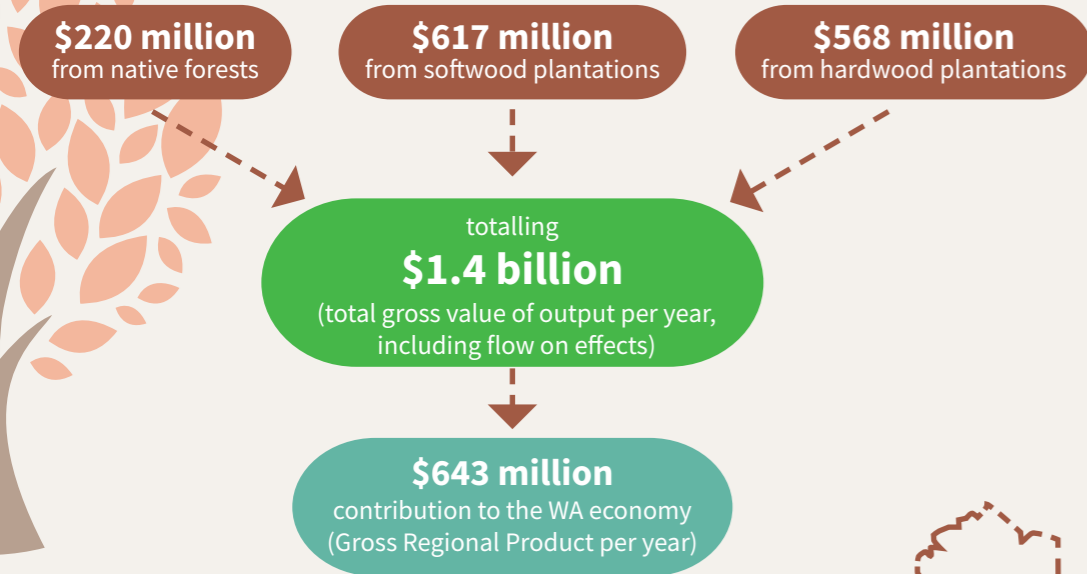 $220 million
from native forests
$617 million
from softwood plantations
$568 million
from hardwood plantations
totalling
$1.4 billion
(total gross value of output per year,
including flow on effects)
$643 million
contribution to the WA economy
(Gross Regional Product per year)